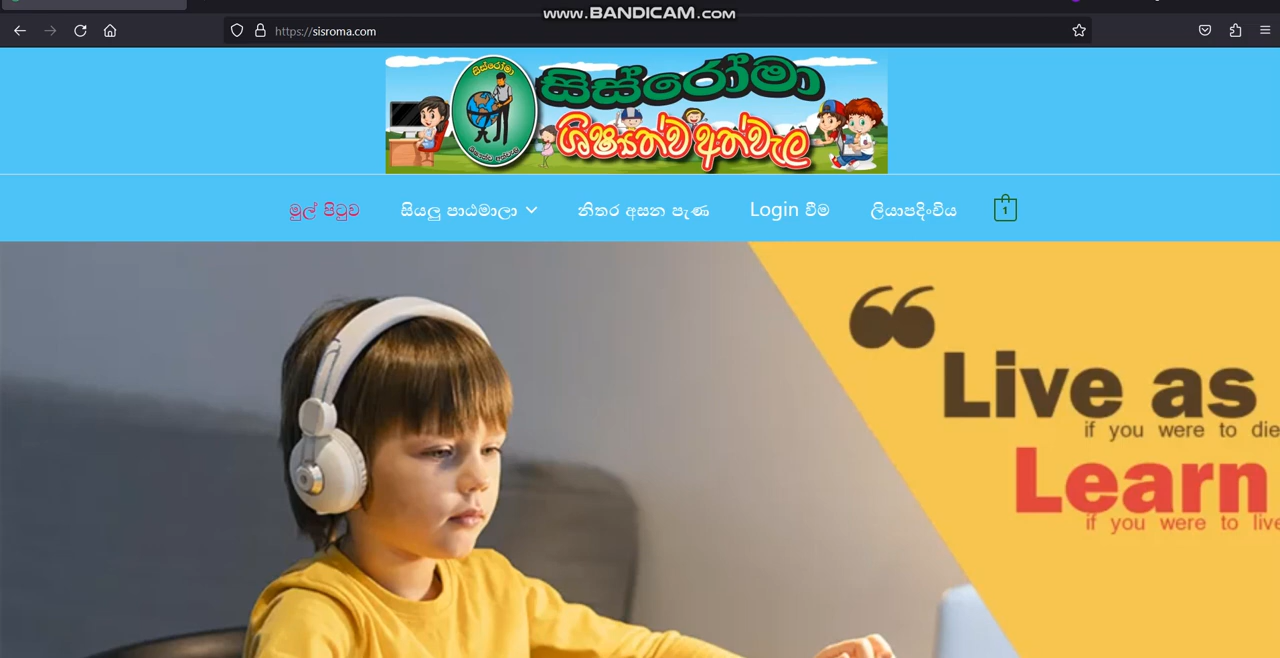 www.BANDICAM.com
https://sisroma.com
සිස්රෝමා
සිස්රෝමා
ශිෂ්‍යත්ව අත්වැල
මුල් පිටුව
සියලු පාඨමාලා
නිතර අසන පැණ
Login වීම
ලියාපදිංචිය
1
“
Live as
if you were to die
Learn
if you were to live